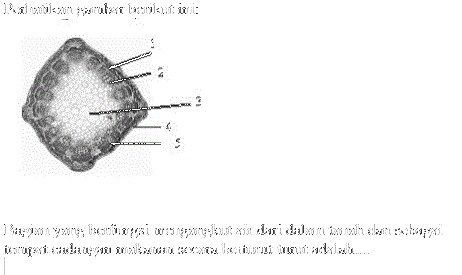 Perhatikan gambar berikut ini:
1
2
3
4
5
Bagian yang berfungsi mengangkut air dari dalam tanah dan sebagai
tempat cadangan makanan secara berturut turut adalah.....